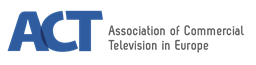 ACT Association of Commercial
Television in Europe